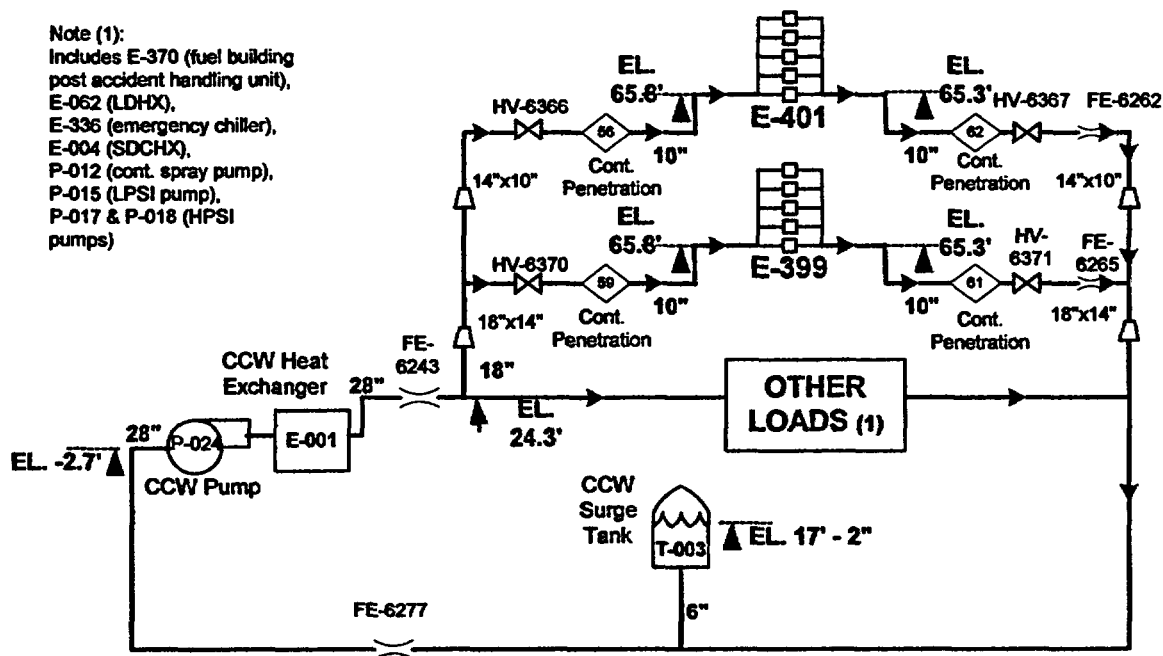 Note (1):
Includes E-370 (fuel building
post accident handling unit),
E-062 (LDHX),
E-336 (emergency chiller),
E-004 (SDCHX),
P-012 (cont. spray pump),
P-015 (LPSI pump),
P-017 & P-018 (HPSI
pumps)
HV-6366
56
Cont.
Penetration
EL.
65.8'
10"
E-401
EL.
65.3'
10"
62
Cont.
Penetration
HV-6367
FE-6262
14"x10"
14"x10"
HV-6370
59
Cont.
Penetration
EL.
65.8'
10"
E-399
EL.
65.3'
10"
61
Cont.
Penetration
HV-
6371
FE-
6265
18"x14"
18"x14"
CCW Heat
Exchanger
28"
FE-
6243
18"
EL.
24.3'
OTHER
LOADS (1)
28"
P-024
E-001
EL. -2.7'
CCW Pump
CCW
Surge
Tank
T-003
EL. 17' - 2"
6"
FE-6277